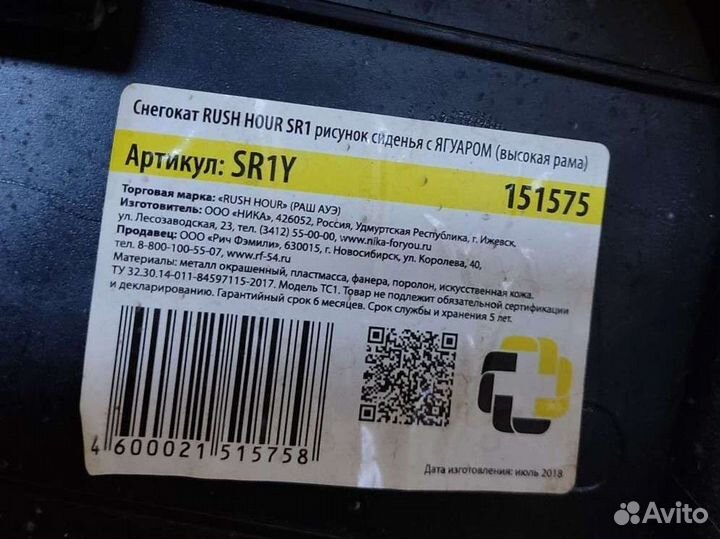 Снегокат RUSH HOUR SR1 рисунок сиденья с ЯГУАРОМ (высокая рама)
Артикул: SR1Y
151575
Торговая марка: «RUSH HOUR» (РАШ АУЭ)
Изготовитель: ООО «НИКА», 426052, Россия, Удмуртская Республика, г. Ижевск,
ул. Лесозаводская, 23, тел. (3412) 55-00-00, www.nika-foryou.ru
Продавец: ООО «Рич Фэмили», 630015, г. Новосибирск, ул. Королева, 40,
тел. 8-800-100-55-07, www.rf-54.ru
Материалы: металл окрашенный, пластмасса, фанера, поролон, искусственная кожа.
ТУ 32.30.14-011-84597115-2017. Модель ТС1. Товар не подлежит обязательной сертификации
и декларированию. Гарантийный срок 6 месяцев. Срок службы и хранения 5 лет.
4 600021 515758
Дата изготовления: июль 2018
Avito